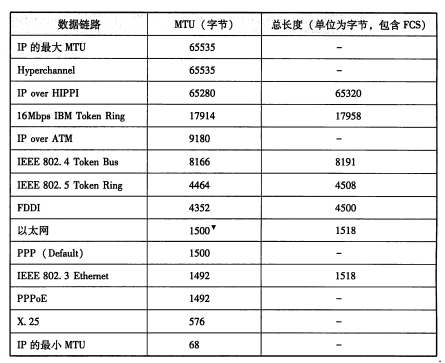 数据链路 MTU（字节） 总长度（单位为字节，包含 FCS）
IP 的最大 MTU 65535 –
Hyperchannel 65535 –
IP over HIPPI 65280 65320
16Mbps IBM Token Ring 17914 17958
IP over ATM 9180 –
IEEE 802.4 Token Bus 8166 8191
IEEE 802.5 Token Ring 4464 4508
FDDI 4352 4500
以太网 1500▼ 1518
PPP（Default） 1500 –
IEEE 802.3 Ethernet 1492 1518
PPPoE 1492 –
X.25 576 –
IP 的最小 MTU 68 –